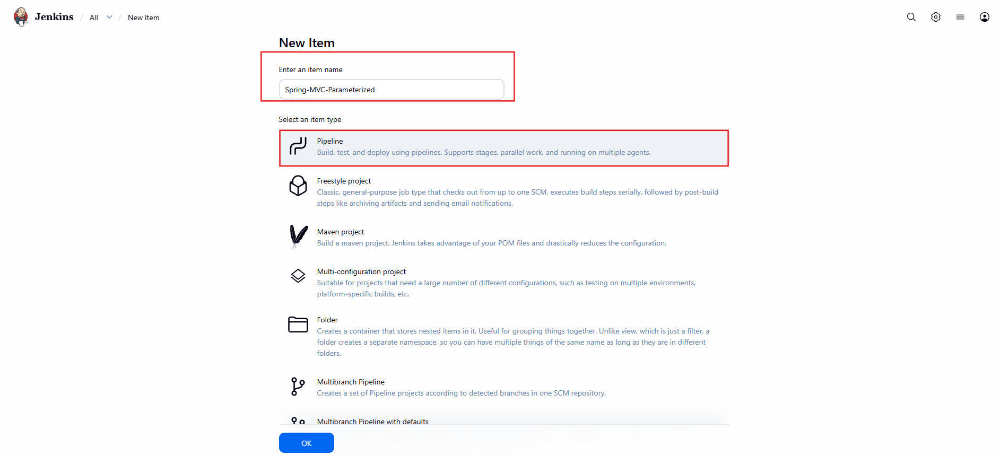 Jenkins / All / New Item
New Item
Enter an item name
Spring-MVC-Parameterized
Select an item type
Pipeline
Build, test, and deploy using pipelines. Supports stages, parallel work, and running on multiple agents.
Freestyle project
Classic, general-purpose job type that checks out from up to one SCM, executes build steps serially, followed by post-build
steps like archiving artifacts and sending email notifications.
Maven project
Build a maven project. Jenkins takes advantage of your POM files and drastically reduces the configuration.
Multi-configuration project
Suitable for projects that need a large number of different configurations, such as testing on multiple environments,
platform-specific builds, etc.
Folder
Creates a container that stores nested items in it. Useful for grouping things together. Unlike view, which is just a filter, a
folder creates a separate namespace, so you can have multiple things of the same name as long as they are in different
folders.
Multibranch Pipeline
Creates a set of Pipeline projects according to detected branches in one SCM repository.
Multibranch Pipeline with defaults
OK